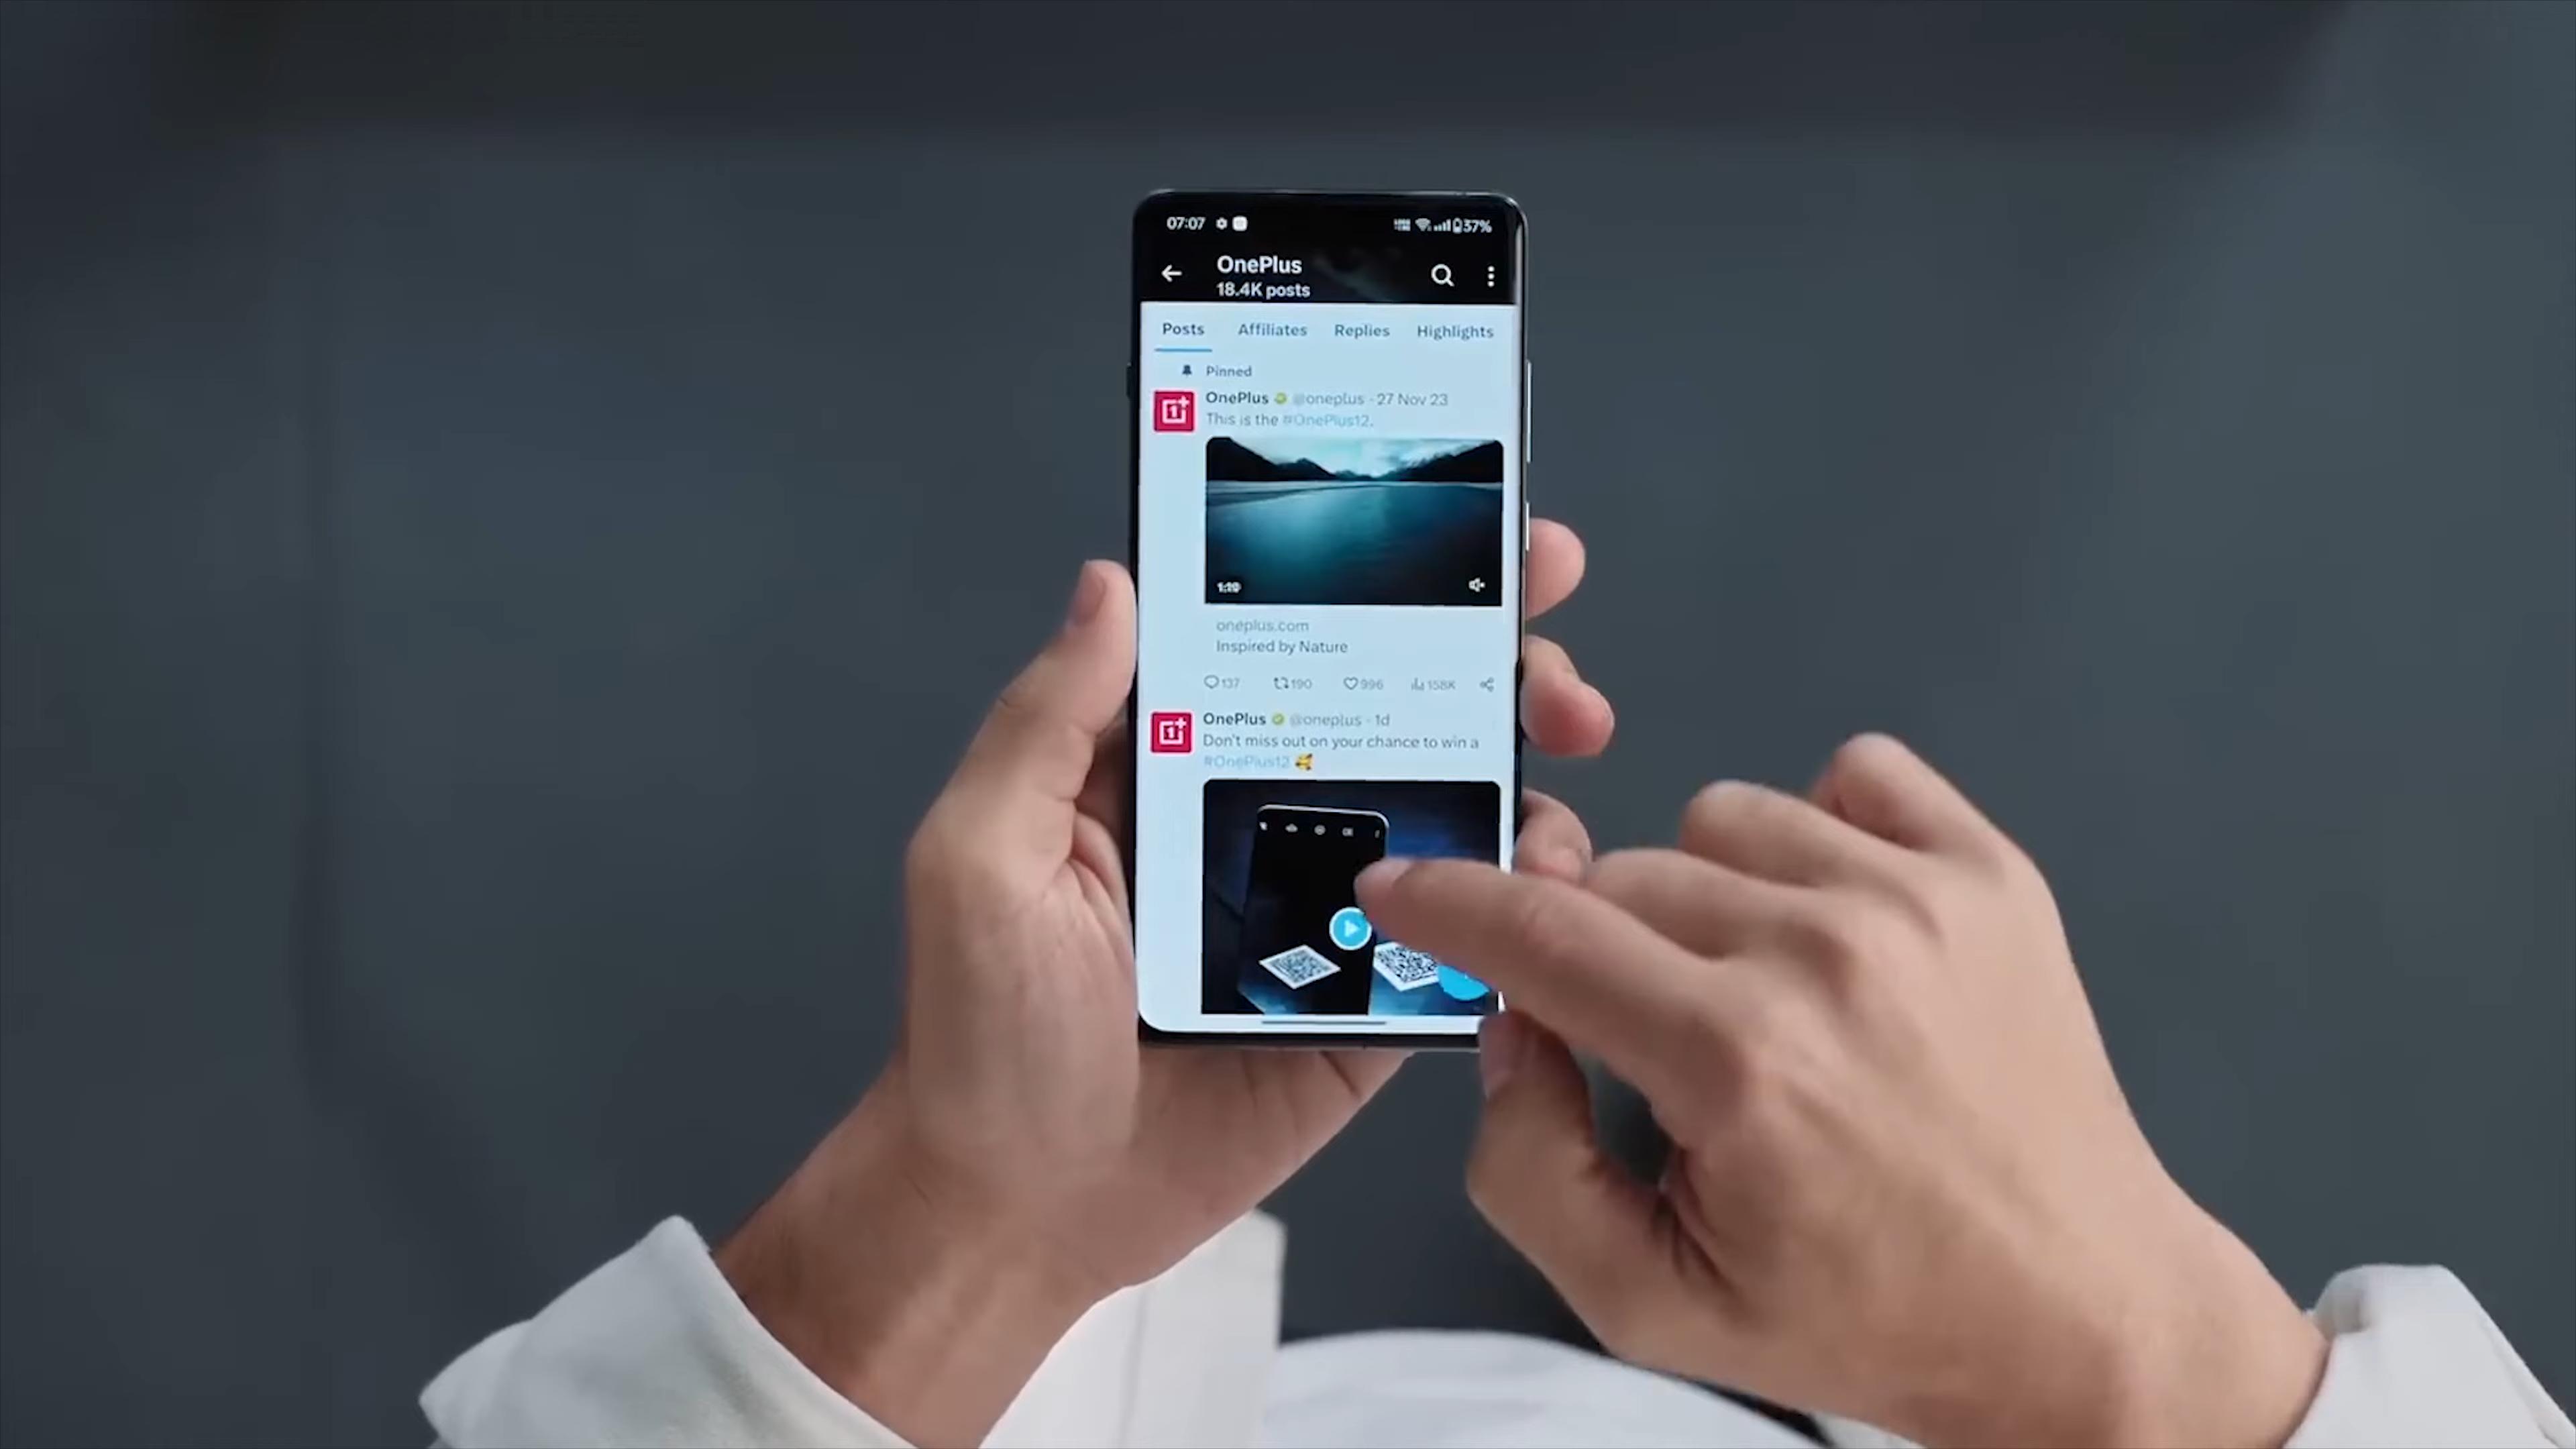 07:07 37%
OnePlus
18.4K posts
Posts Affiliates Replies Highlights
Pinned
OnePlus @oneplus · 27 Nov 23
This is the #OnePlus12.
1:20
oneplus.com
Inspired by Nature
137 190 996 158K
OnePlus @oneplus · 1d
Don't miss out on your chance to win a
#OnePlus12 🥰